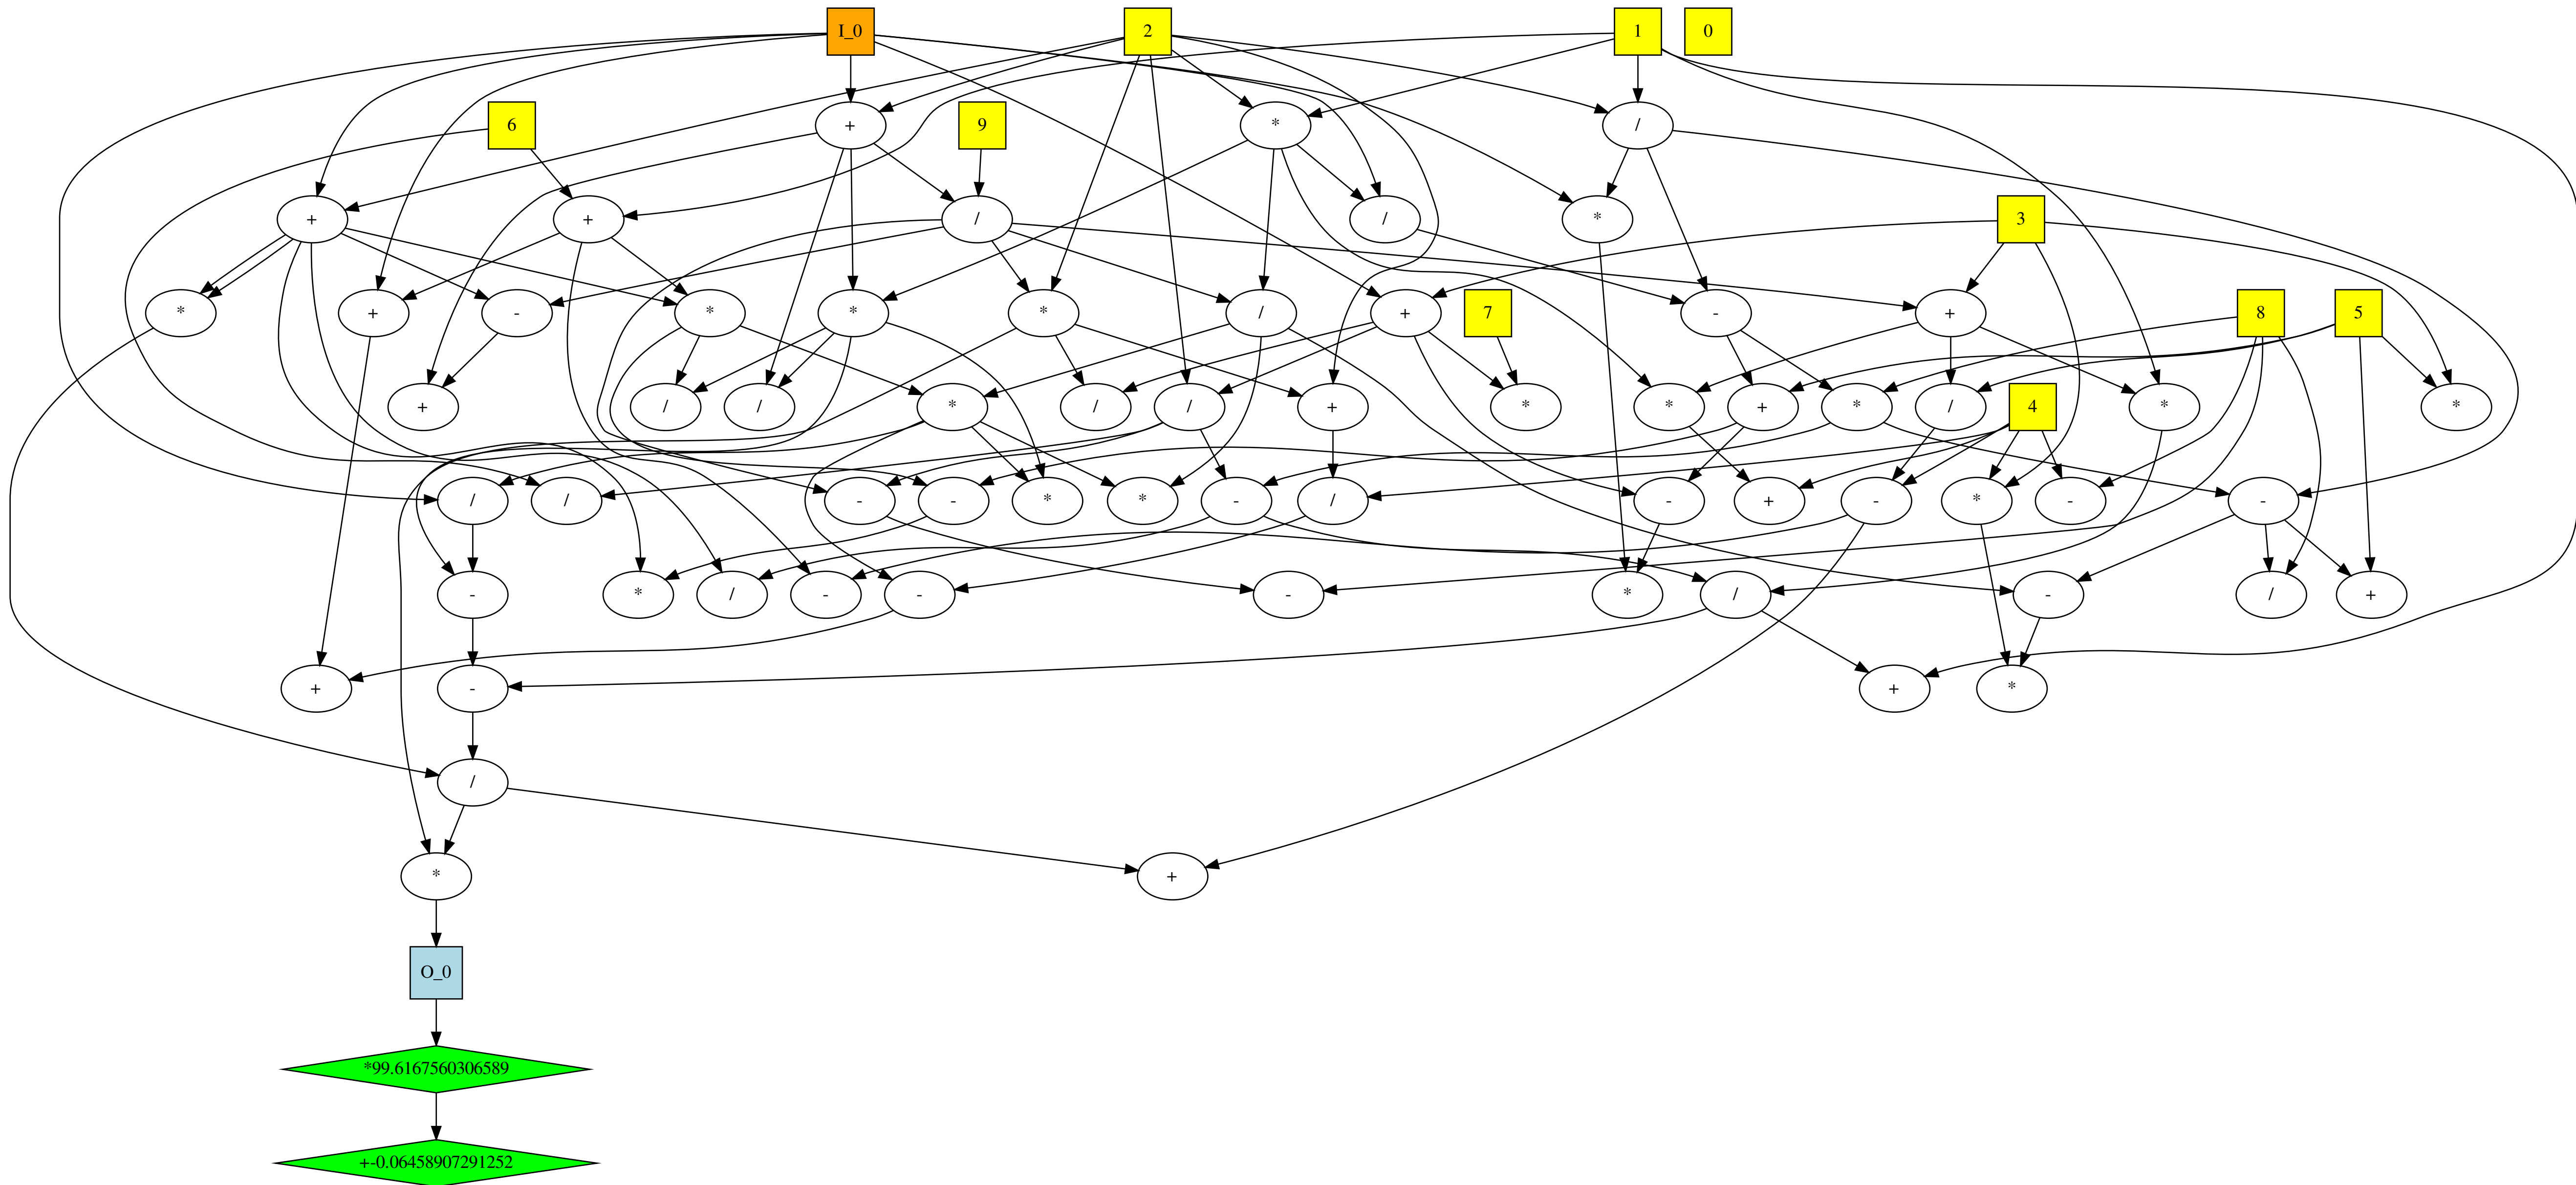 I_0 2 1 0
6 + 9 * /
+ + / / * 3
* + - * * * / + 7 - + 8 5
+ / / * / / + * * + * / * 4 *
/ / - - * * - / - + - * - -
- * / - - - * / - / +
+ - + *
/
* +
O_0
*99.6167560306589
+-0.06458907291252